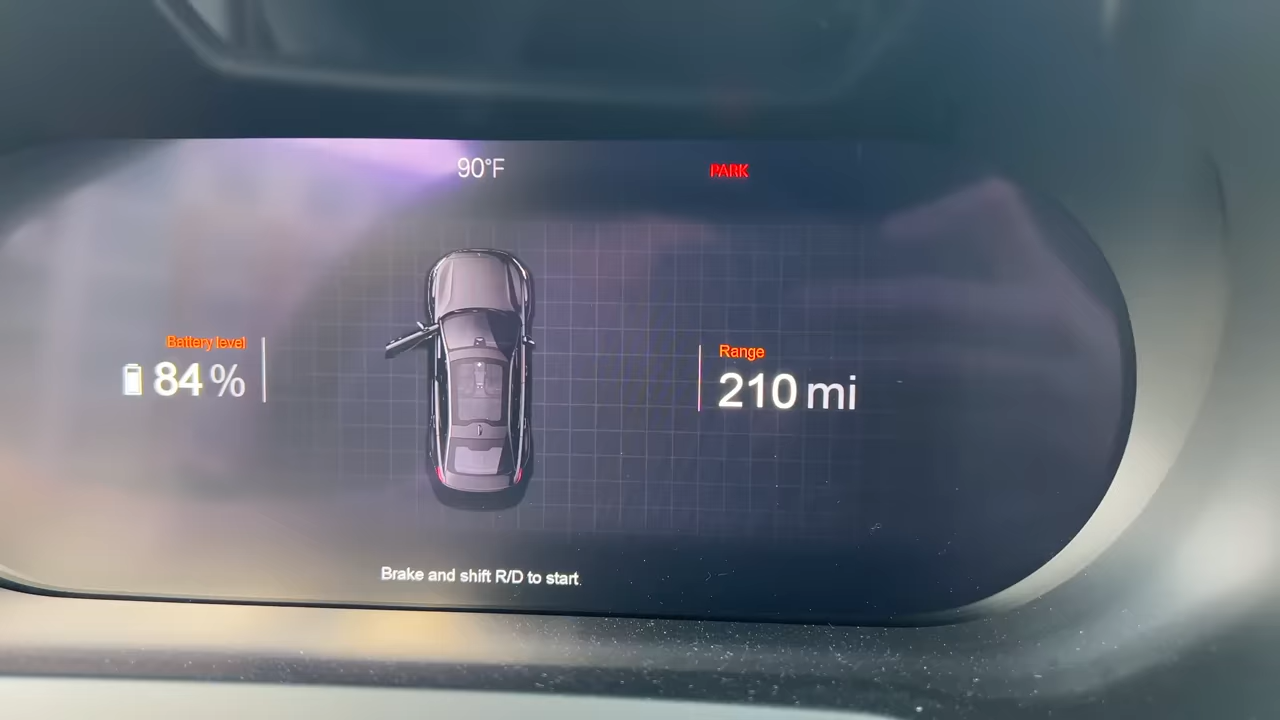 90°F
PARK
Battery level
84 %
Range
210 mi
Brake and shift R/D to start